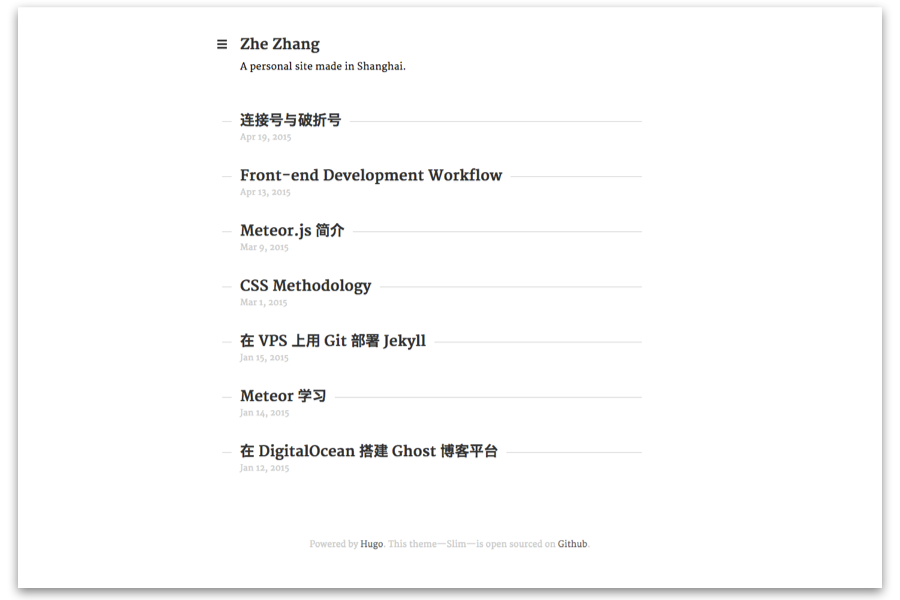 Zhe Zhang
A personal site made in Shanghai.
连接号与破折号
Apr 19, 2015
Front-end Development Workflow
Apr 13, 2015
Meteor.js 简介
Mar 9, 2015
CSS Methodology
Mar 1, 2015
在 VPS 上用 Git 部署 Jekyll
Jan 15, 2015
Meteor 学习
Jan 14, 2015
在 DigitalOcean 搭建 Ghost 博客平台
Jan 12, 2015
Powered by Hugo. This theme—Slim—is open sourced on Github.